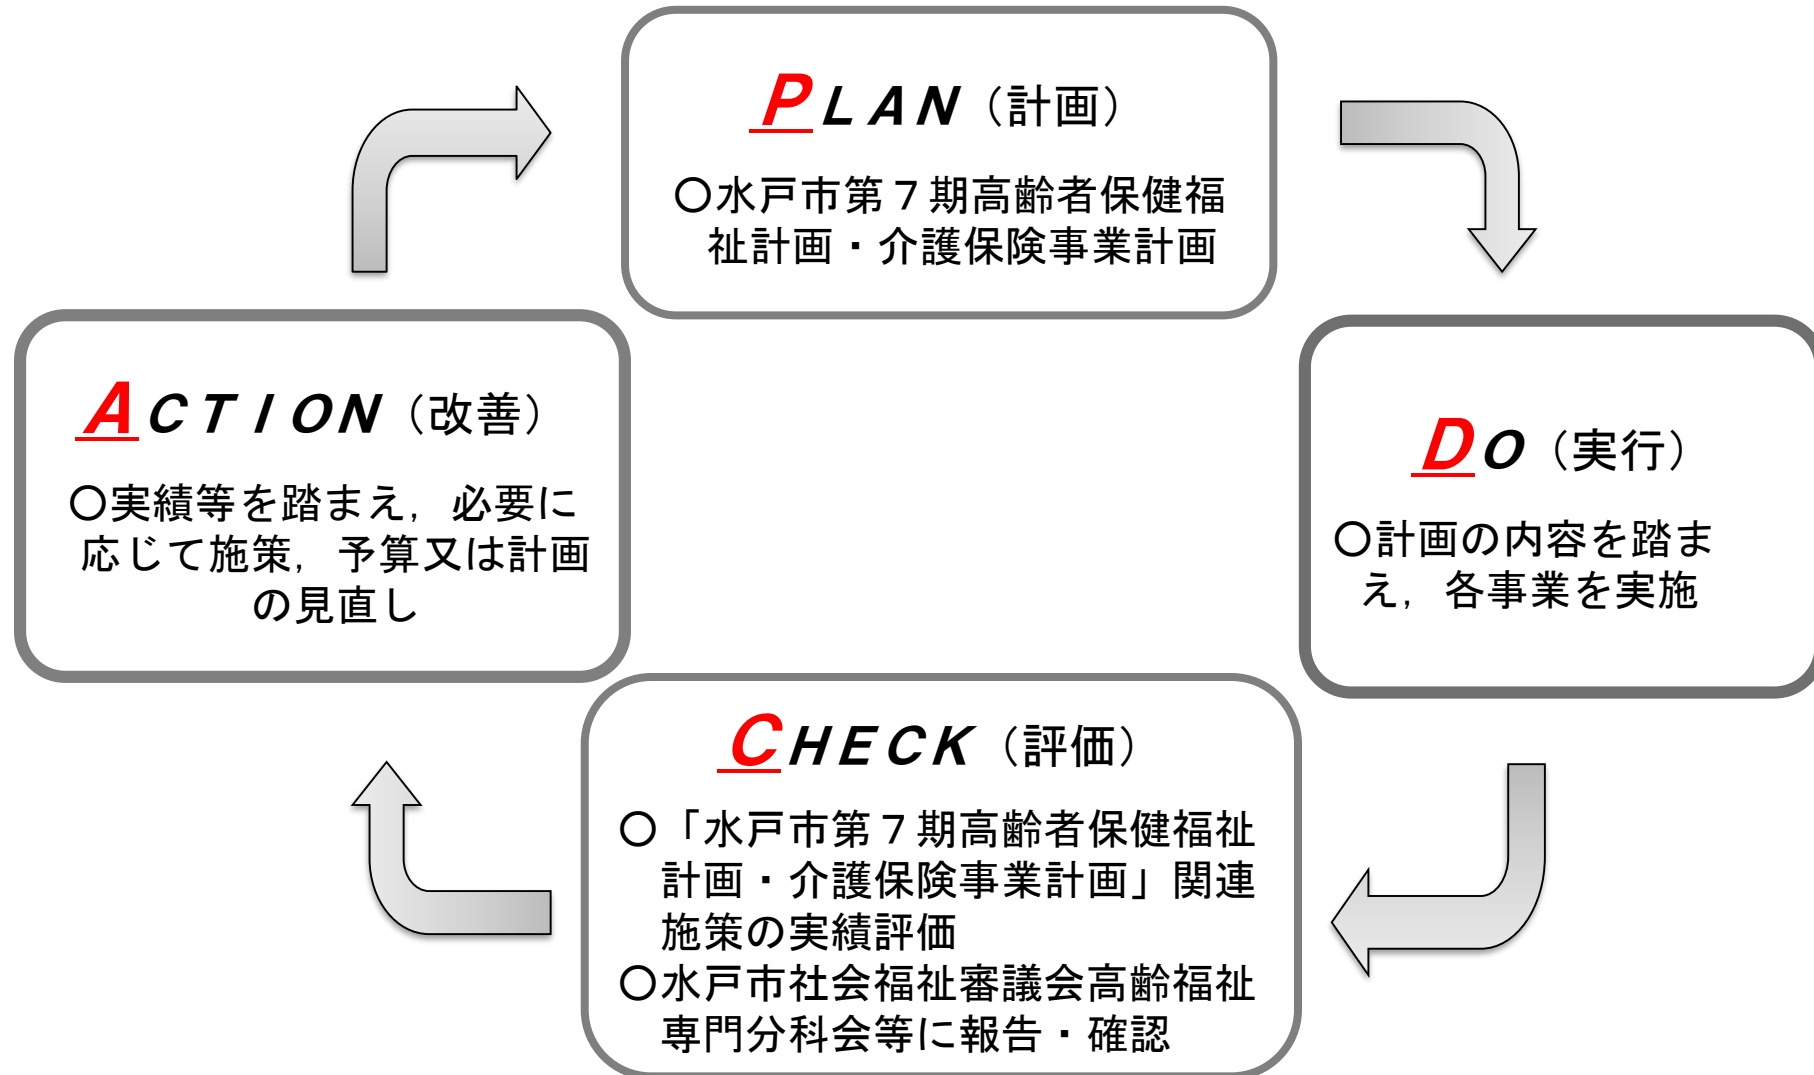 PLAN（計画）
〇水戸市第７期高齢者保健福
祉計画・介護保険事業計画
ACTION（改善）
〇実績等を踏まえ，必要に
応じて施策，予算又は計画
の見直し
DO（実行）
〇計画の内容を踏ま
え，各事業を実施
CHECK（評価）
〇「水戸市第７期高齢者保健福祉
計画・介護保険事業計画」関連
施策の実績評価
〇水戸市社会福祉審議会高齢福祉
専門分科会等に報告・確認